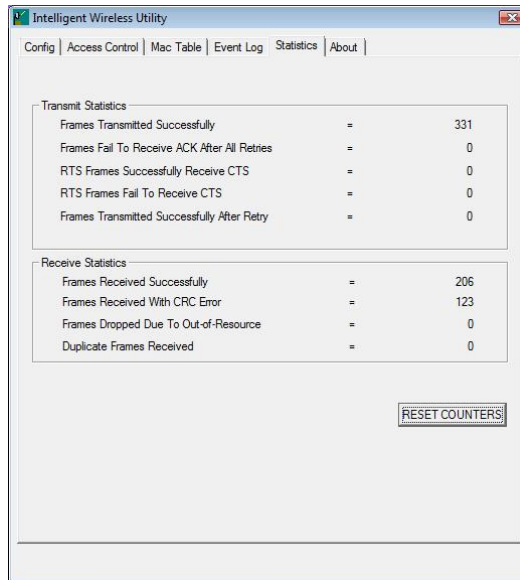 Intelligent Wireless Utility
Config Access Control Mac Table Event Log Statistics About
Transmit Statistics
Frames Transmitted Successfully = 331
Frames Fail To Receive ACK After All Retries = 0
RTS Frames Successfully Receive CTS = 0
RTS Frames Fail To Receive CTS = 0
Frames Transmitted Successfully After Retry = 0
Receive Statistics
Frames Received Successfully = 206
Frames Received With CRC Error = 123
Frames Dropped Due To Out-of-Resource = 0
Duplicate Frames Received = 0
RESET COUNTERS